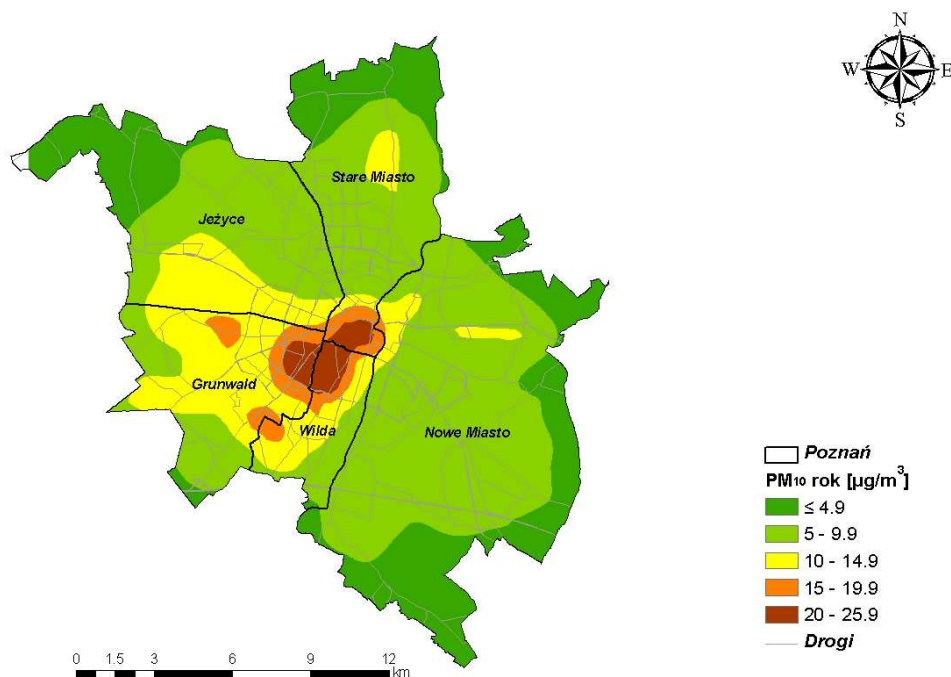 N
W E
S
Stare Miasto
Jeżyce
Grunwald
Wilda
Nowe Miasto
Poznań
PM10 rok [µg/m³]
≤ 4.9
5 - 9.9
10 - 14.9
15 - 19.9
20 - 25.9
Drogi
0 1.5 3 6 9 12
km